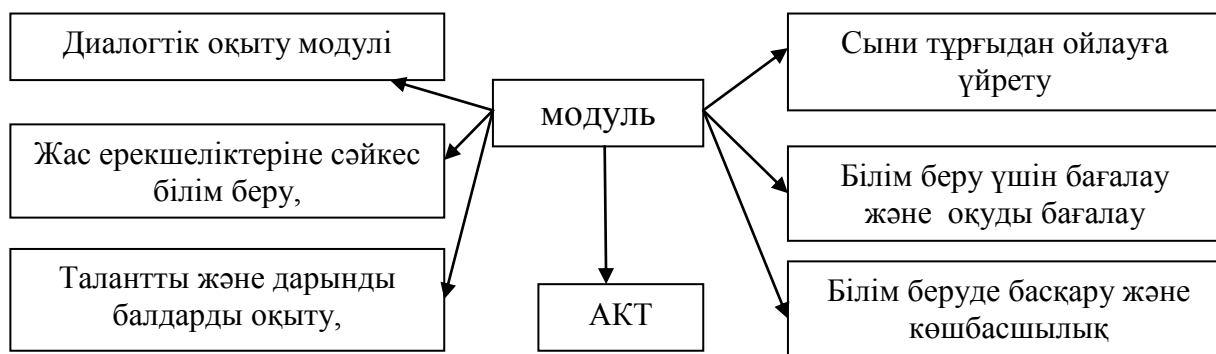 Диалогтік оқыту модулі
Жас ерекшеліктеріне сәйкес
білім беру,
Талантты және дарынды
балдарды оқыту,
модуль
АКТ
Сыни тұрғыдан ойлауға
үйрету
Білім беру үшін бағалау
және оқуды бағалау
Білім беруде басқару және
көшбасшылық